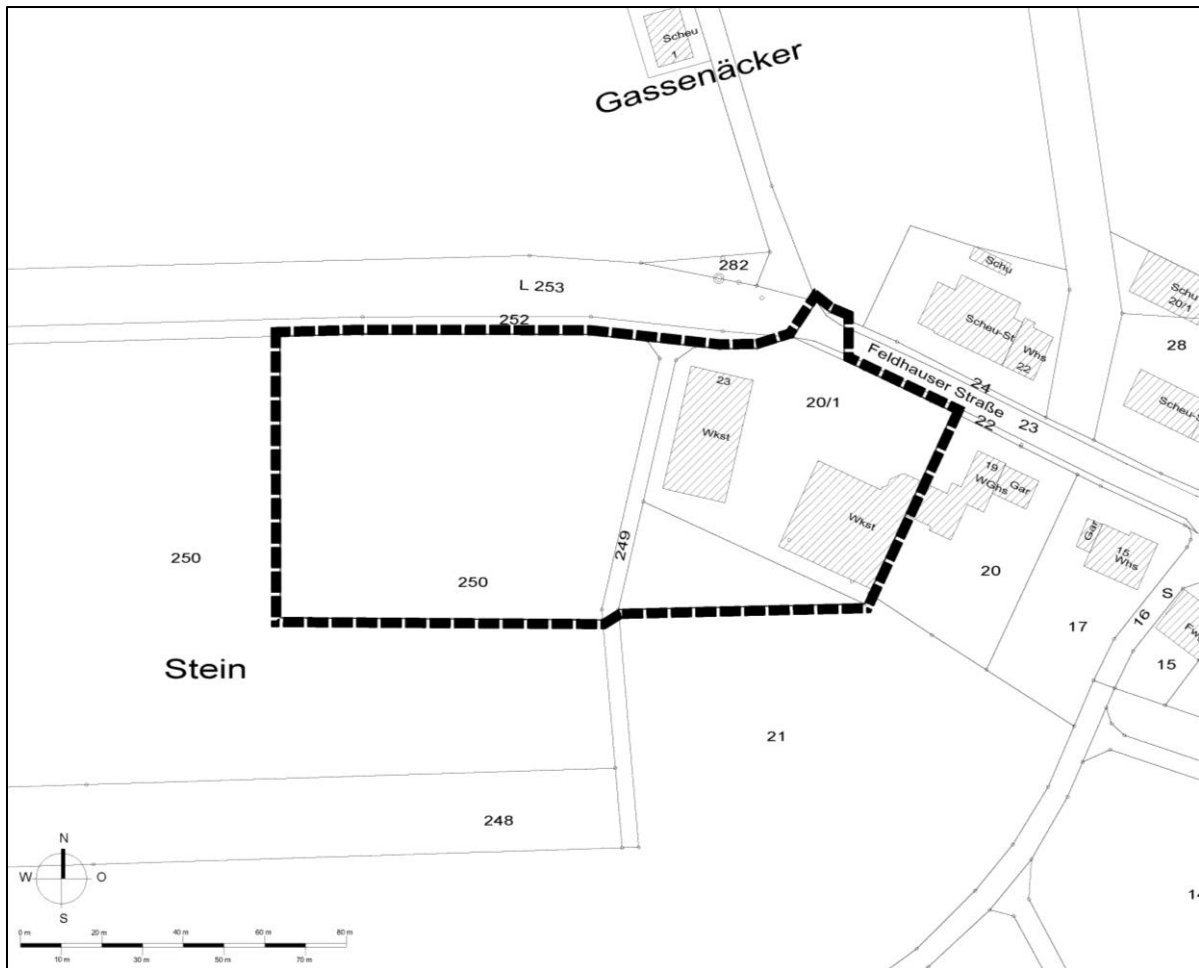 Scheu
1
Gassenäcker
282
L 253
252
Schu
Schu
20/1
Scheu-St
Whs
22
28
Feldhauser Straße
24
23
22
23
20/1
Wkst
Scheu-S
19
WGhs
Gar
Wkst
249
250
250
Gar
15
Whs
20
S
16
17
15
Stein
21
248
N
W
O
S
0 m
20 m
40 m
60 m
80 m
10 m
30 m
50 m
70 m